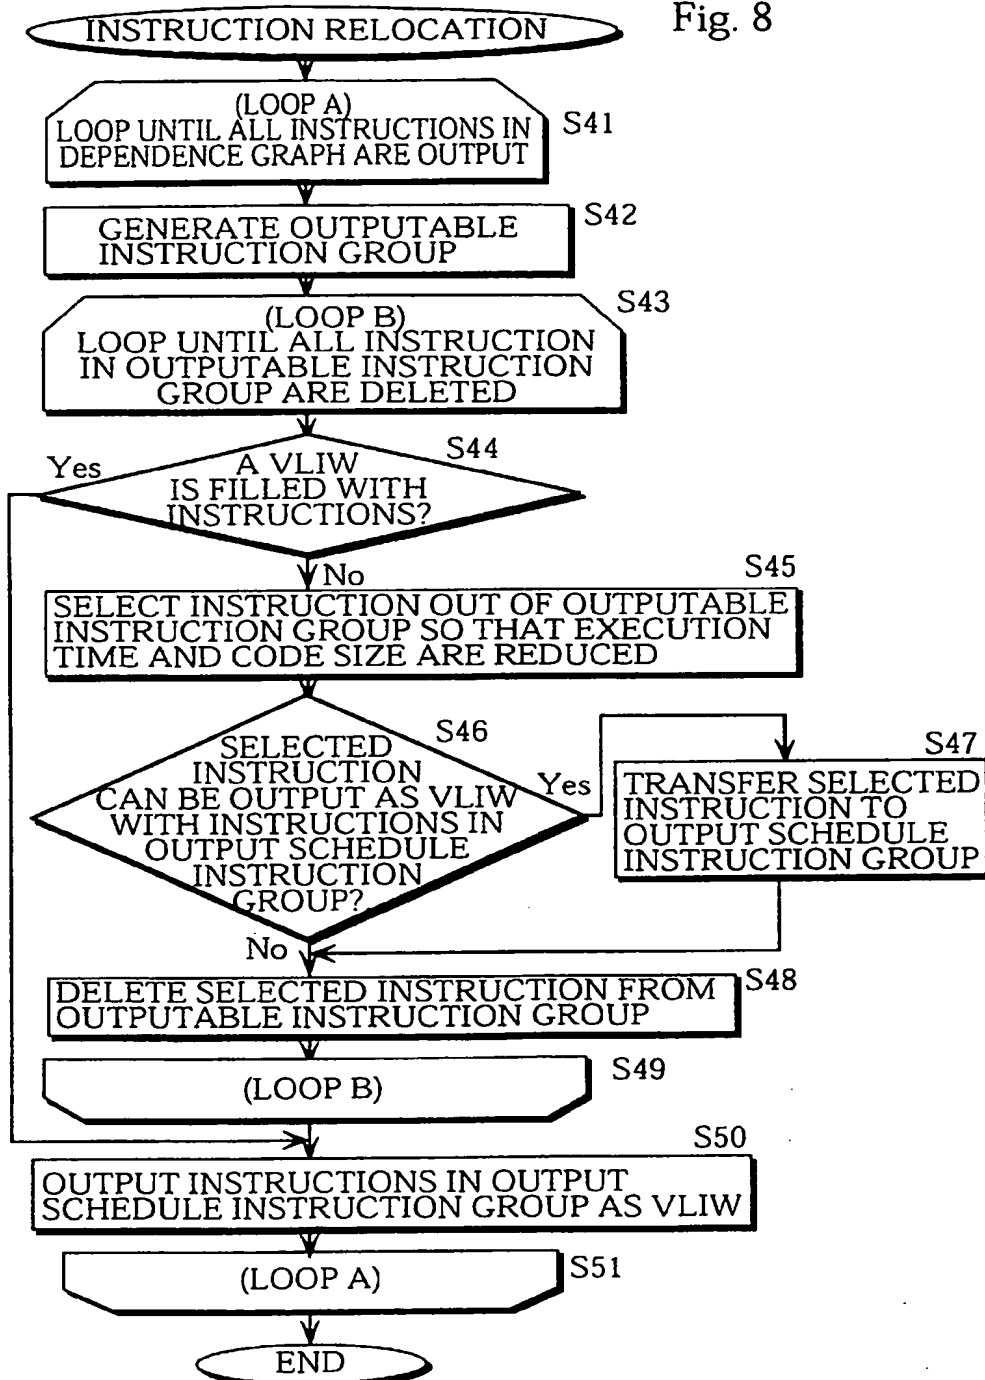 Fig. 8
INSTRUCTION RELOCATION
(LOOP A)
LOOP UNTIL ALL INSTRUCTIONS IN
DEPENDENCE GRAPH ARE OUTPUT
S41
GENERATE OUTPUTABLE
INSTRUCTION GROUP
S42
(LOOP B)
LOOP UNTIL ALL INSTRUCTION
IN OUTPUTABLE INSTRUCTION
GROUP ARE DELETED
S43
A VLIW
IS FILLED WITH
INSTRUCTIONS?
S44
Yes
No
S45
SELECT INSTRUCTION OUT OF OUTPUTABLE
INSTRUCTION GROUP SO THAT EXECUTION
TIME AND CODE SIZE ARE REDUCED
S46
SELECTED
INSTRUCTION
CAN BE OUTPUT AS VLIW
WITH INSTRUCTIONS IN
OUTPUT SCHEDULE
INSTRUCTION
GROUP?
Yes
S47
TRANSFER SELECTED
INSTRUCTION TO
OUTPUT SCHEDULE
INSTRUCTION GROUP
No
DELETE SELECTED INSTRUCTION FROM
OUTPUTABLE INSTRUCTION GROUP
S48
(LOOP B)
S49
S50
OUTPUT INSTRUCTIONS IN OUTPUT
SCHEDULE INSTRUCTION GROUP AS VLIW
(LOOP A)
S51
END